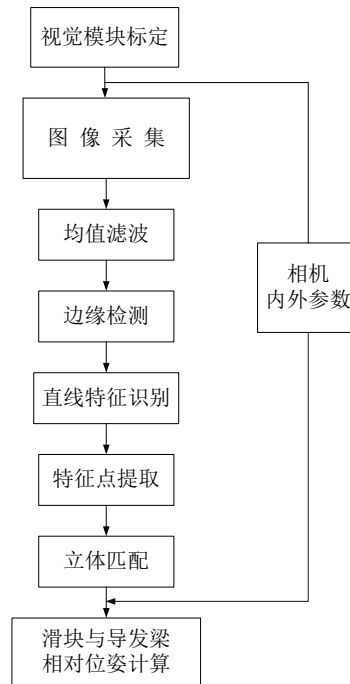 视觉模块标定
图像采集
均值滤波
边缘检测
直线特征识别
特征点提取
立体匹配
滑块与导发梁
相对位姿计算
相机
内外参数